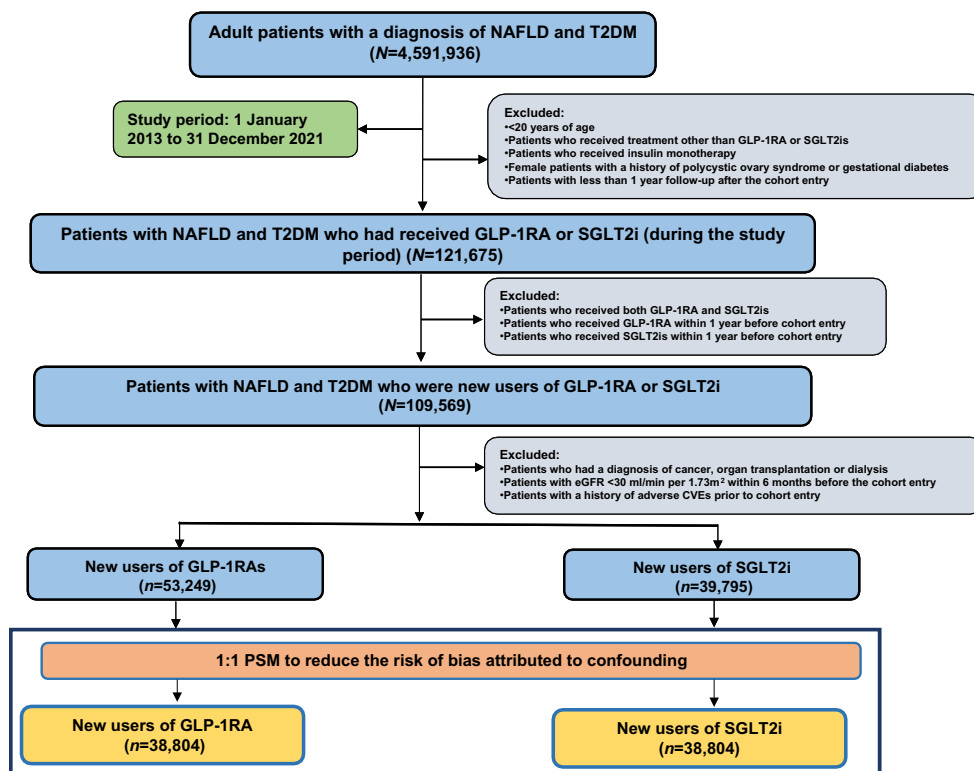 Adult patients with a diagnosis of NAFLD and T2DM
(N=4,591,936)
Study period: 1 January
2013 to 31 December 2021
Excluded:
•<20 years of age
•Patients who received treatment other than GLP-1RA or SGLT2is
•Patients who received insulin monotherapy
•Female patients with a history of polycystic ovary syndrome or gestational diabetes
•Patients with less than 1 year follow-up after the cohort entry
Patients with NAFLD and T2DM who had received GLP-1RA or SGLT2i (during the study
period) (N=121,675)
Excluded:
•Patients who received both GLP-1RA and SGLT2is
•Patients who received GLP-1RA within 1 year before cohort entry
•Patients who received SGLT2is within 1 year before cohort entry
Patients with NAFLD and T2DM who were new users of GLP-1RA or SGLT2i
(N=109,569)
Excluded:
•Patients who had a diagnosis of cancer, organ transplantation or dialysis
•Patients with eGFR <30 ml/min per 1.73m² within 6 months before the cohort entry
•Patients with a history of adverse CVEs prior to cohort entry
New users of GLP-1RAs
(n=53,249)
New users of SGLT2i
(n=39,795)
1:1 PSM to reduce the risk of bias attributed to confounding
New users of GLP-1RA
(n=38,804)
New users of SGLT2i
(n=38,804)